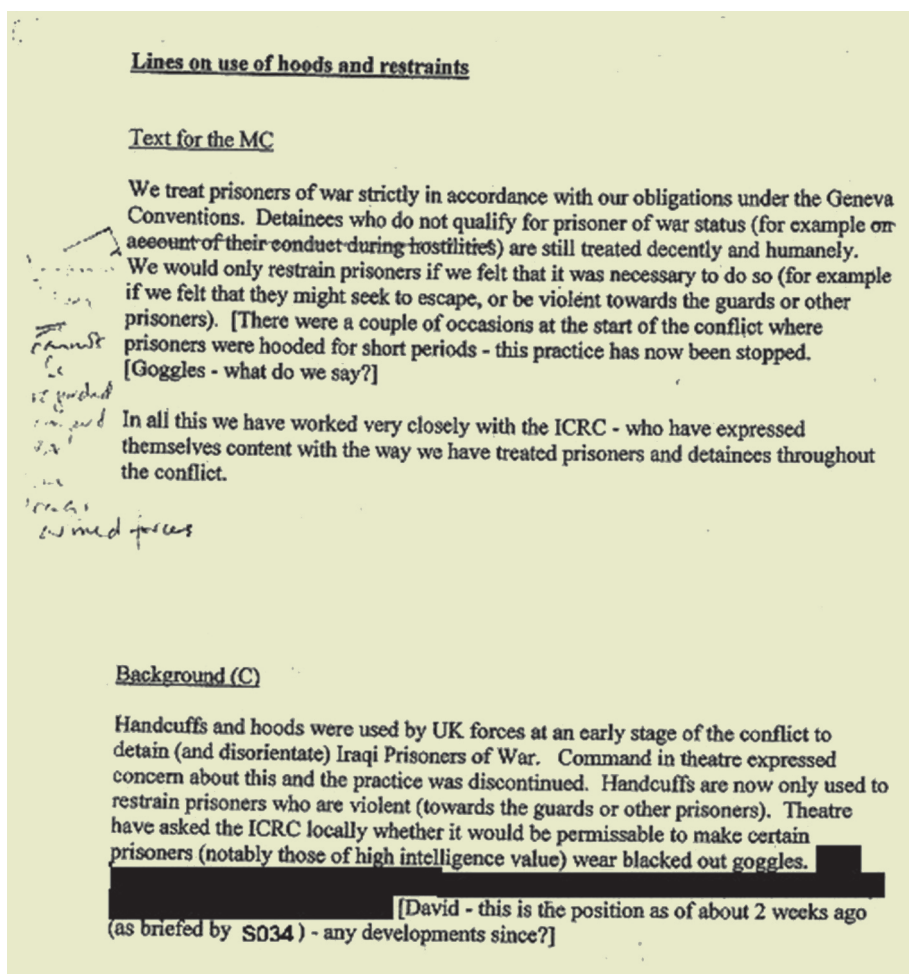 Lines on use of hoods and restraints
Text for the MC
We treat prisoners of war strictly in accordance with our obligations under the Geneva
Conventions. Detainees who do not qualify for prisoner of war status (for example on
account of their conduct during hostilities) are still treated decently and humanely.
We would only restrain prisoners if we felt that it was necessary to do so (for example
if we felt that they might seek to escape, or be violent towards the guards or other
prisoners). [There were a couple of occasions at the start of the conflict where
prisoners were hooded for short periods - this practice has now been stopped.
[Goggles - what do we say?]
In all this we have worked very closely with the ICRC - who have expressed
themselves content with the way we have treated prisoners and detainees throughout
the conflict.
cannot
be
regarded
armed forces
Background (C)
Handcuffs and hoods were used by UK forces at an early stage of the conflict to
detain (and disorientate) Iraqi Prisoners of War. Command in theatre expressed
concern about this and the practice was discontinued. Handcuffs are now only used to
restrain prisoners who are violent (towards the guards or other prisoners). Theatre
have asked the ICRC locally whether it would be permissable to make certain
prisoners (notably those of high intelligence value) wear blacked out goggles.
[David - this is the position as of about 2 weeks ago
(as briefed by S034) - any developments since?]